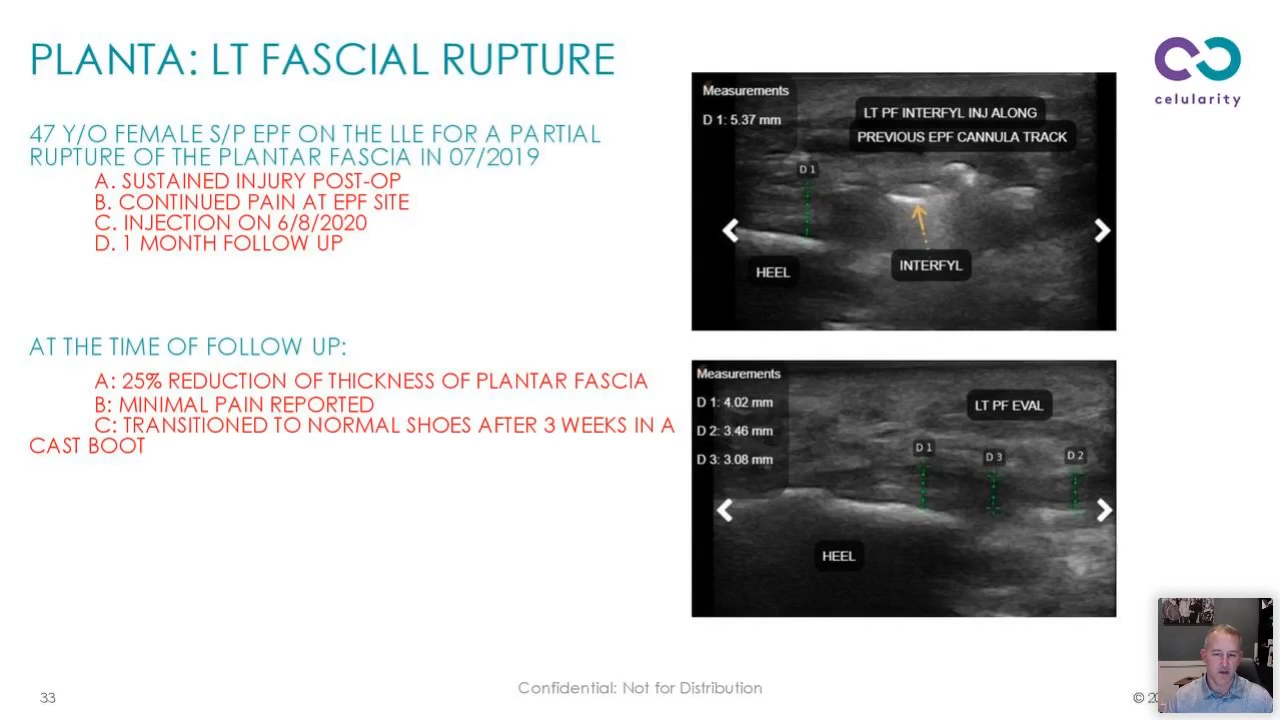 PLANTA: LT FASCIAL RUPTURE
celularity
47 Y/O FEMALE S/P EPF ON THE LLE FOR A PARTIAL
RUPTURE OF THE PLANTAR FASCIA IN 07/2019
A. SUSTAINED INJURY POST-OP
B. CONTINUED PAIN AT EPF SITE
C. INJECTION ON 6/8/2020
D. 1 MONTH FOLLOW UP
AT THE TIME OF FOLLOW UP:
A: 25% REDUCTION OF THICKNESS OF PLANTAR FASCIA
B: MINIMAL PAIN REPORTED
C: TRANSITIONED TO NORMAL SHOES AFTER 3 WEEKS IN A
CAST BOOT
Measurements
D 1: 5.37 mm
LT PF INTERFYL INJ ALONG
PREVIOUS EPF CANNULA TRACK
D 1
HEEL
INTERFYL
Measurements
D 1: 4.02 mm
D 2: 3.46 mm
D 3: 3.08 mm
LT PF EVAL
D 1
D 3
D 2
HEEL
33
Confidential: Not for Distribution
©